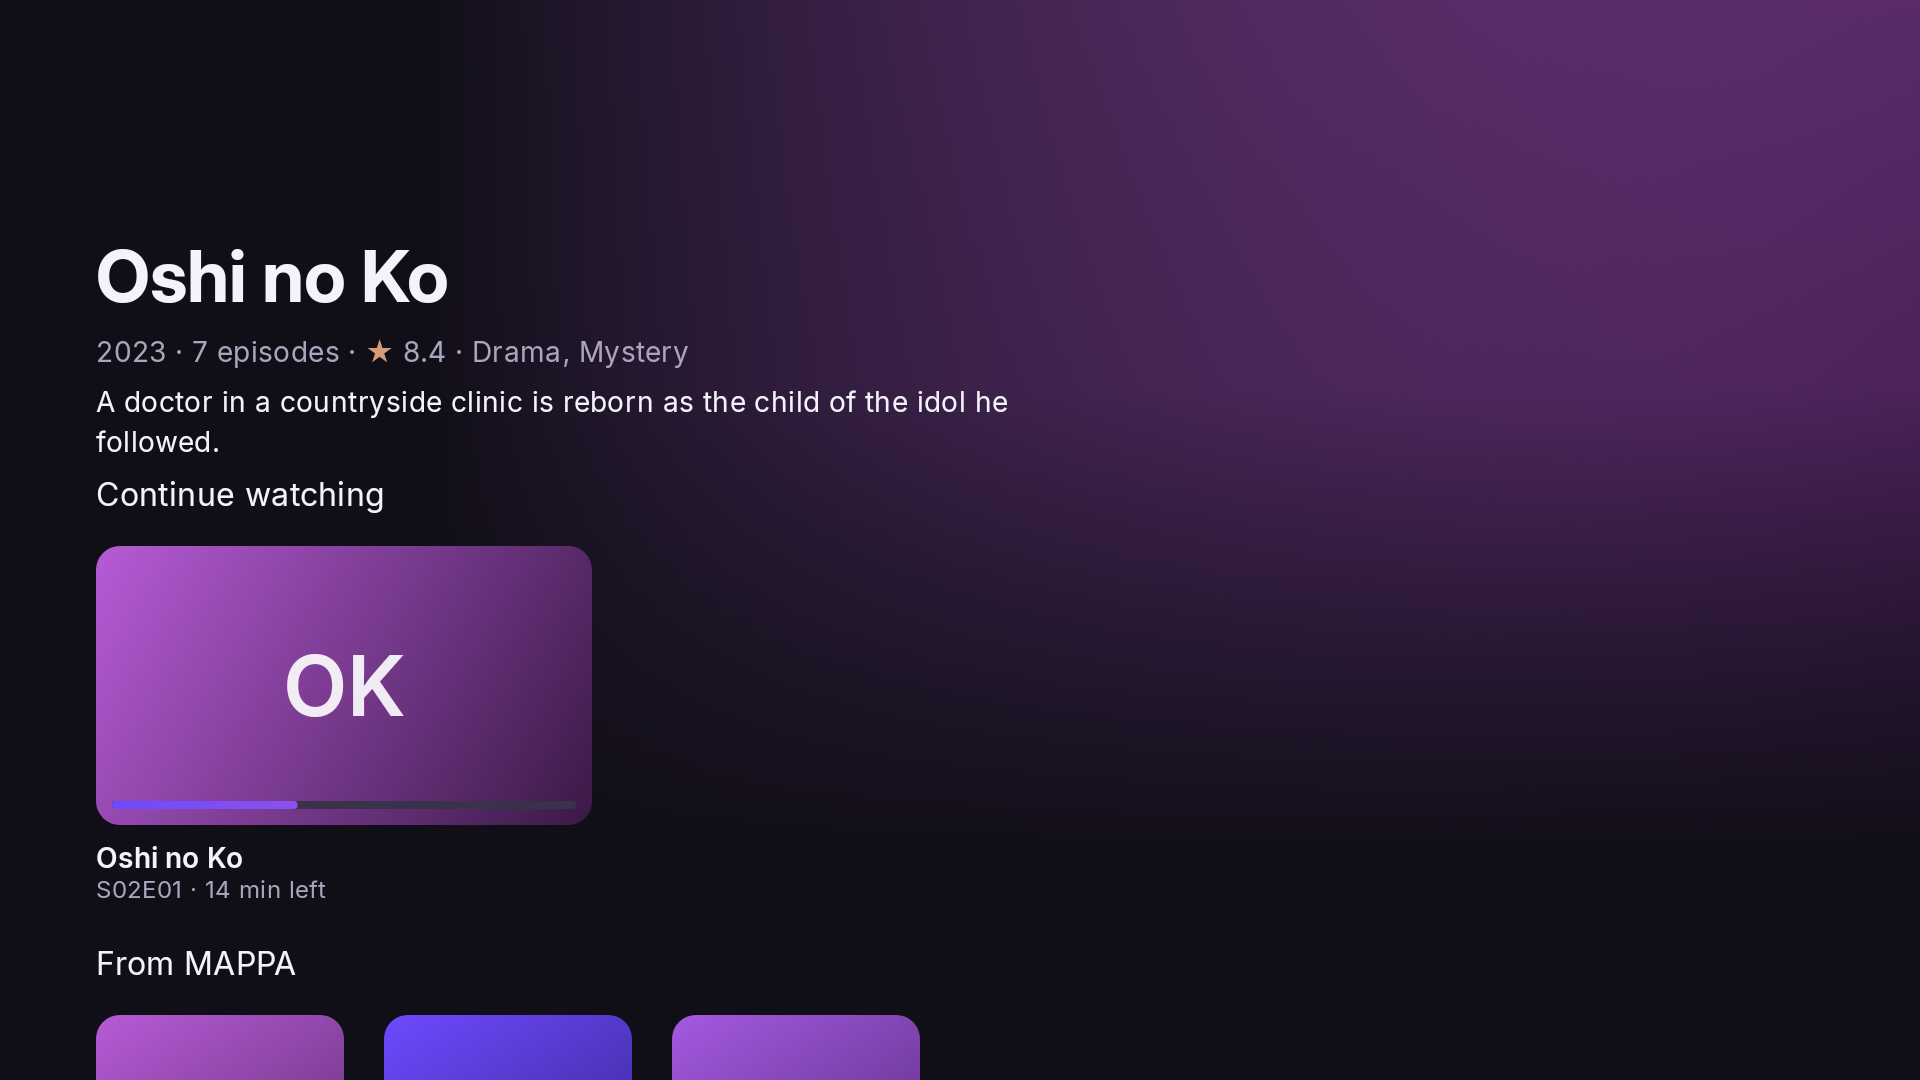 Oshi no Ko
2023 · 7 episodes · ★ 8.4 · Drama, Mystery
A doctor in a countryside clinic is reborn as the child of the idol he
followed.
Continue watching
OK
Oshi no Ko
S02E01 · 14 min left
From MAPPA